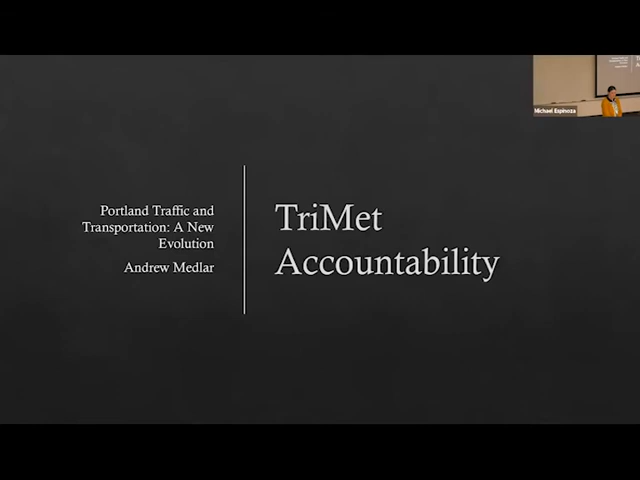 Portland Traffic and
Transportation: A New
Evolution
Andrew Medlar
TriMet
Accountability
Michael Espinoza